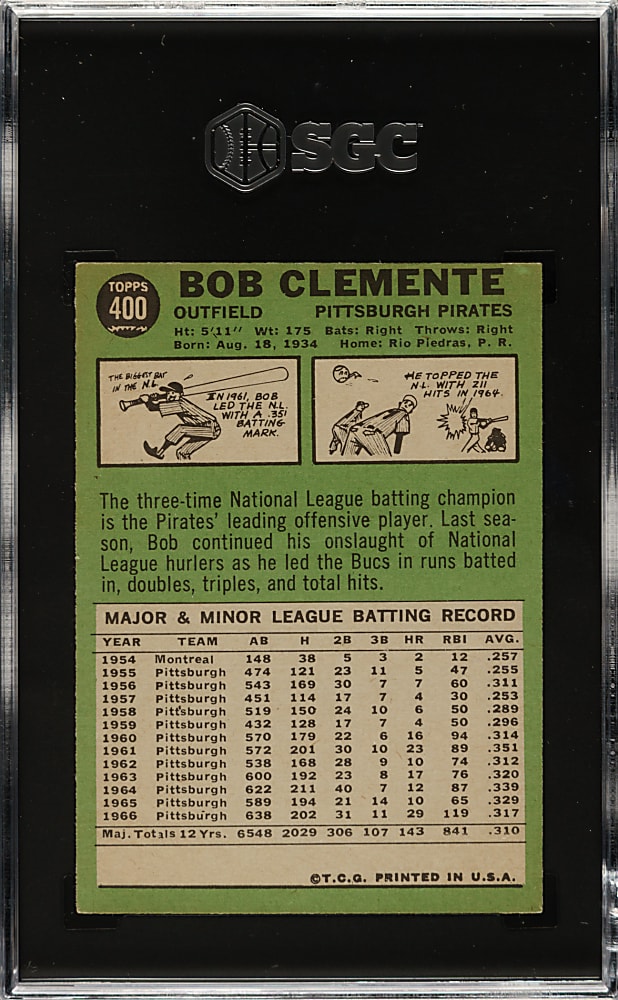 SGC
TOPPS
400
BOB CLEMENTE
OUTFIELD PITTSBURGH PIRATES
Ht: 5'11" Wt: 175 Bats: Right Throws: Right
Born: Aug. 18, 1934 Home: Rio Piedras, P. R.
THE BIGGEST BAT
IN THE N.L.
IN 1961, BOB
LED THE N.L.
WITH A .351
BATTING
MARK.
HE TOPPED THE
N.L. WITH 211
HITS IN 1964.
The three-time National League batting champion
is the Pirates' leading offensive player. Last sea-
son, Bob continued his onslaught of National
League hurlers as he led the Bucs in runs batted
in, doubles, triples, and total hits.
MAJOR & MINOR LEAGUE BATTING RECORD
YEAR TEAM AB H 2B 3B HR RBI AVG.
1954 Montreal 148 38 5 3 2 12 .257
1955 Pittsburgh 474 121 23 11 5 47 .255
1956 Pittsburgh 543 169 30 7 7 60 .311
1957 Pittsburgh 451 114 17 7 4 30 .253
1958 Pittsburgh 519 150 24 10 6 50 .289
1959 Pittsburgh 432 128 17 7 4 50 .296
1960 Pittsburgh 570 179 22 6 16 94 .314
1961 Pittsburgh 572 201 30 10 23 89 .351
1962 Pittsburgh 538 168 28 9 10 74 .312
1963 Pittsburgh 600 192 23 8 17 76 .320
1964 Pittsburgh 622 211 40 7 12 87 .339
1965 Pittsburgh 589 194 21 14 10 65 .329
1966 Pittsburgh 638 202 31 11 29 119 .317
Maj. Totals 12 Yrs. 6548 2029 306 107 143 841 .310
©T.C.G. PRINTED IN U.S.A.